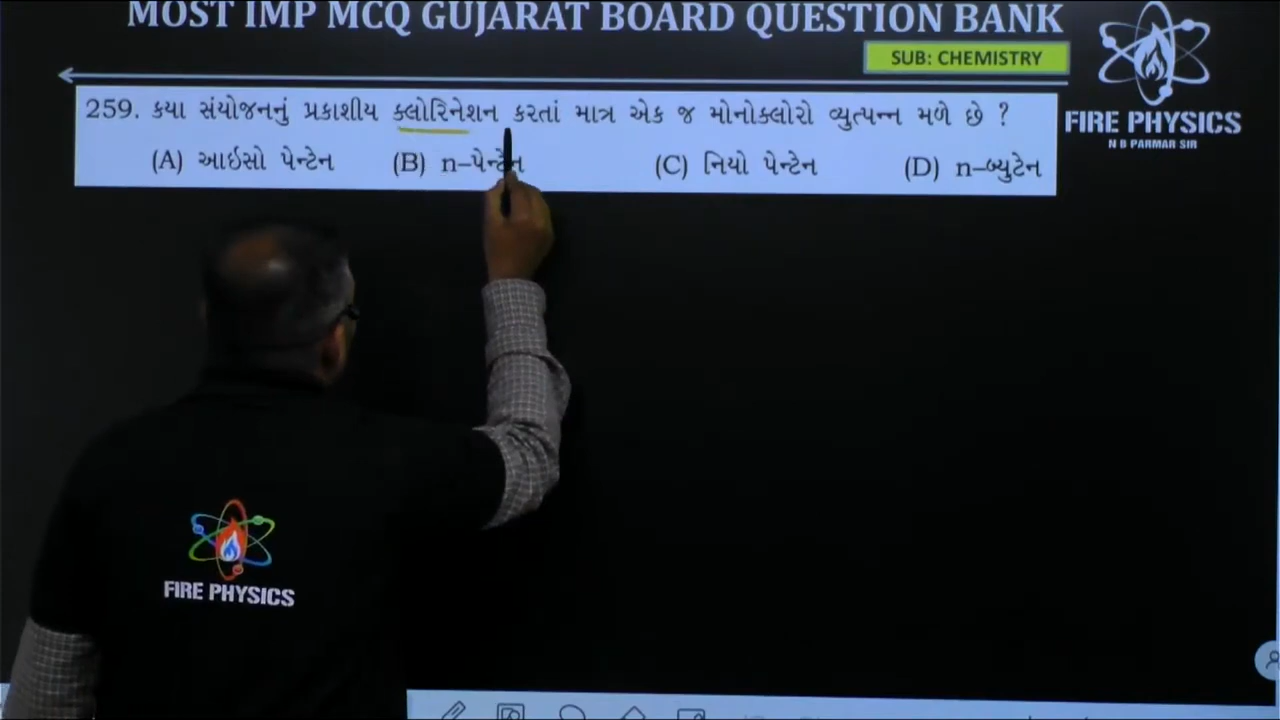 MOST IMP MCQ GUJARAT BOARD QUESTION BANK
SUB: CHEMISTRY
259. કયા સંયોજનનું પ્રકાશીય ક્લોરિનેશન કરતાં માત્ર એક જ મોનોક્લોરો વ્યુત્પન્ન મળે છે ?
(A) આઇસો પેન્ટેન (B) n–પેન્ટેન (C) નિયો પેન્ટેન (D) n–બ્યુટેન
FIRE PHYSICS
N B PARMAR SIR
FIRE PHYSICS